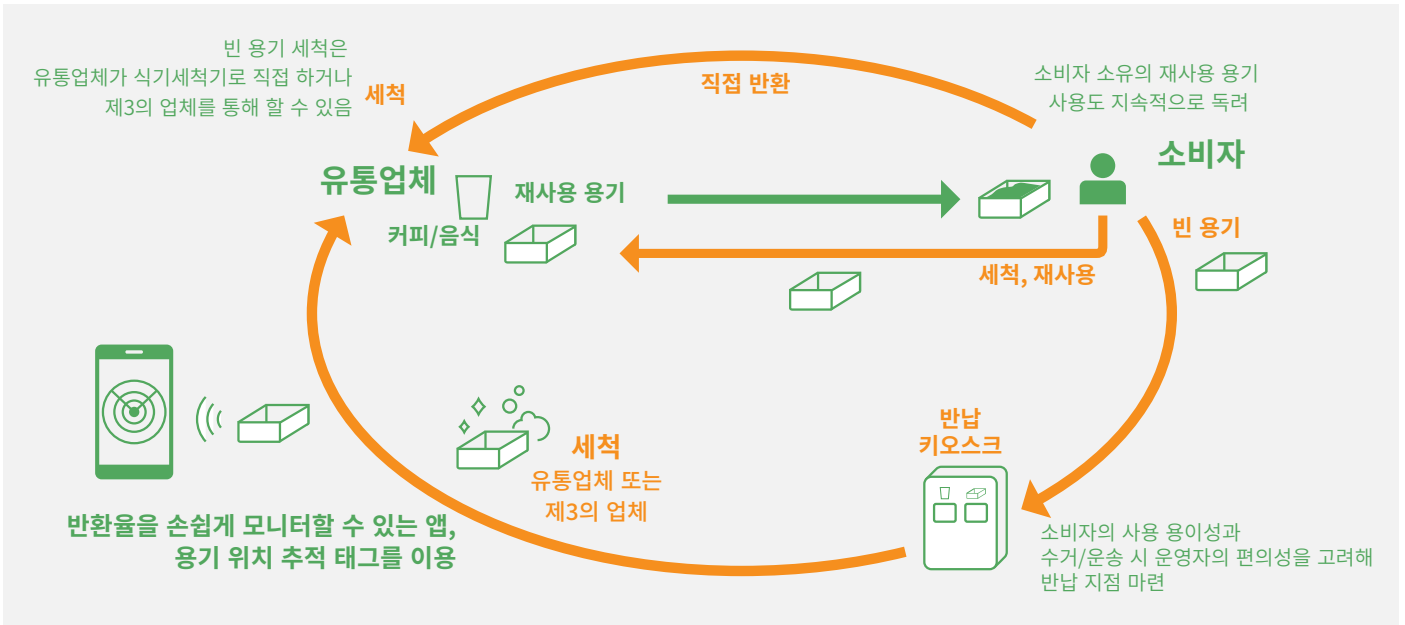 빈 용기 세척은
유통업체가 식기세척기로 직접 하거나
제3의 업체를 통해 할 수 있음
세척
직접 반환
소비자 소유의 재사용 용기
사용도 지속적으로 독려
소비자
유통업체
재사용 용기
커피/음식
빈 용기
세척, 재사용
반납
키오스크
세척
유통업체 또는
제3의 업체
반환율을 손쉽게 모니터할 수 있는 앱,
용기 위치 추적 태그를 이용
소비자의 사용 용이성과
수거/운송 시 운영자의 편의성을 고려해
반납 지점 마련